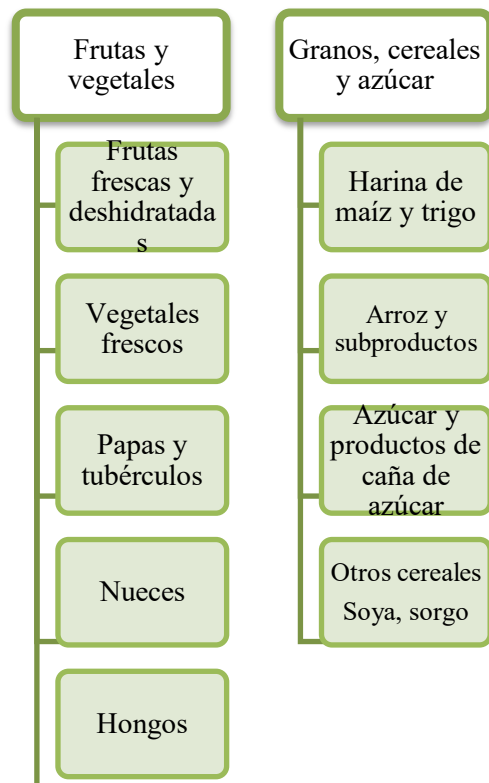 Frutas y
vegetales
Frutas
frescas y
deshidratada
s
Vegetales
frescos
Papas y
tubérculos
Nueces
Hongos
Granos, cereales
y azúcar
Harina de
maíz y trigo
Arroz y
subproductos
Azúcar y
productos de
caña de
azúcar
Otros cereales
Soya, sorgo